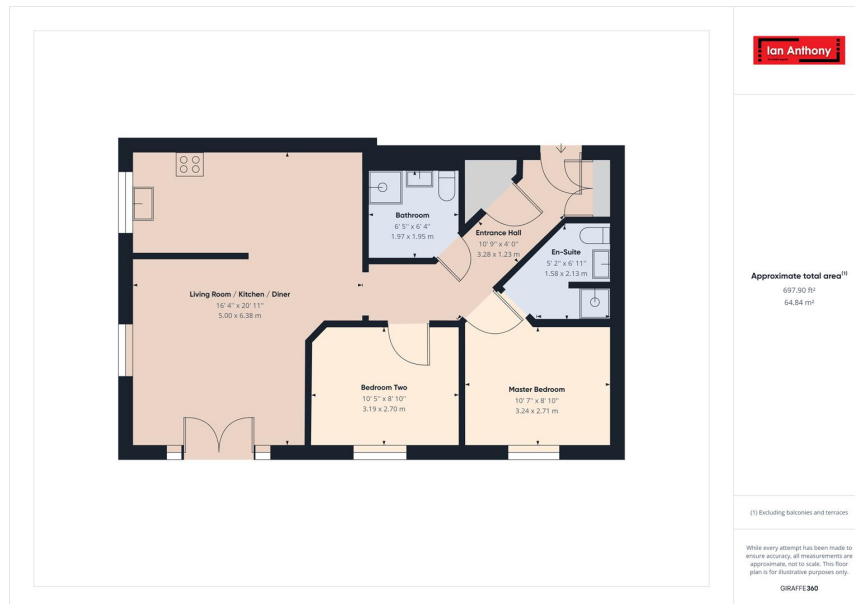 Ian Anthony
Bathroom
6' 5" x 6' 4"
1.97 x 1.95 m
Entrance Hall
10' 9" x 4' 0"
3.28 x 1.23 m
En-Suite
5' 2" x 6' 11"
1.58 x 2.13 m
Living Room / Kitchen / Diner
16' 4" x 20' 11"
5.00 x 6.38 m
Bedroom Two
10' 5" x 8' 10"
3.19 x 2.70 m
Master Bedroom
10' 7" x 8' 10"
3.24 x 2.71 m
Approximate total area(1)
697.90 ft²
64.84 m²
(1) Excluding balconies and terraces
While every attempt has been made to
ensure accuracy, all measurements are
approximate, not to scale. This floor
plan is for illustrative purposes only.
GIRAFFE360